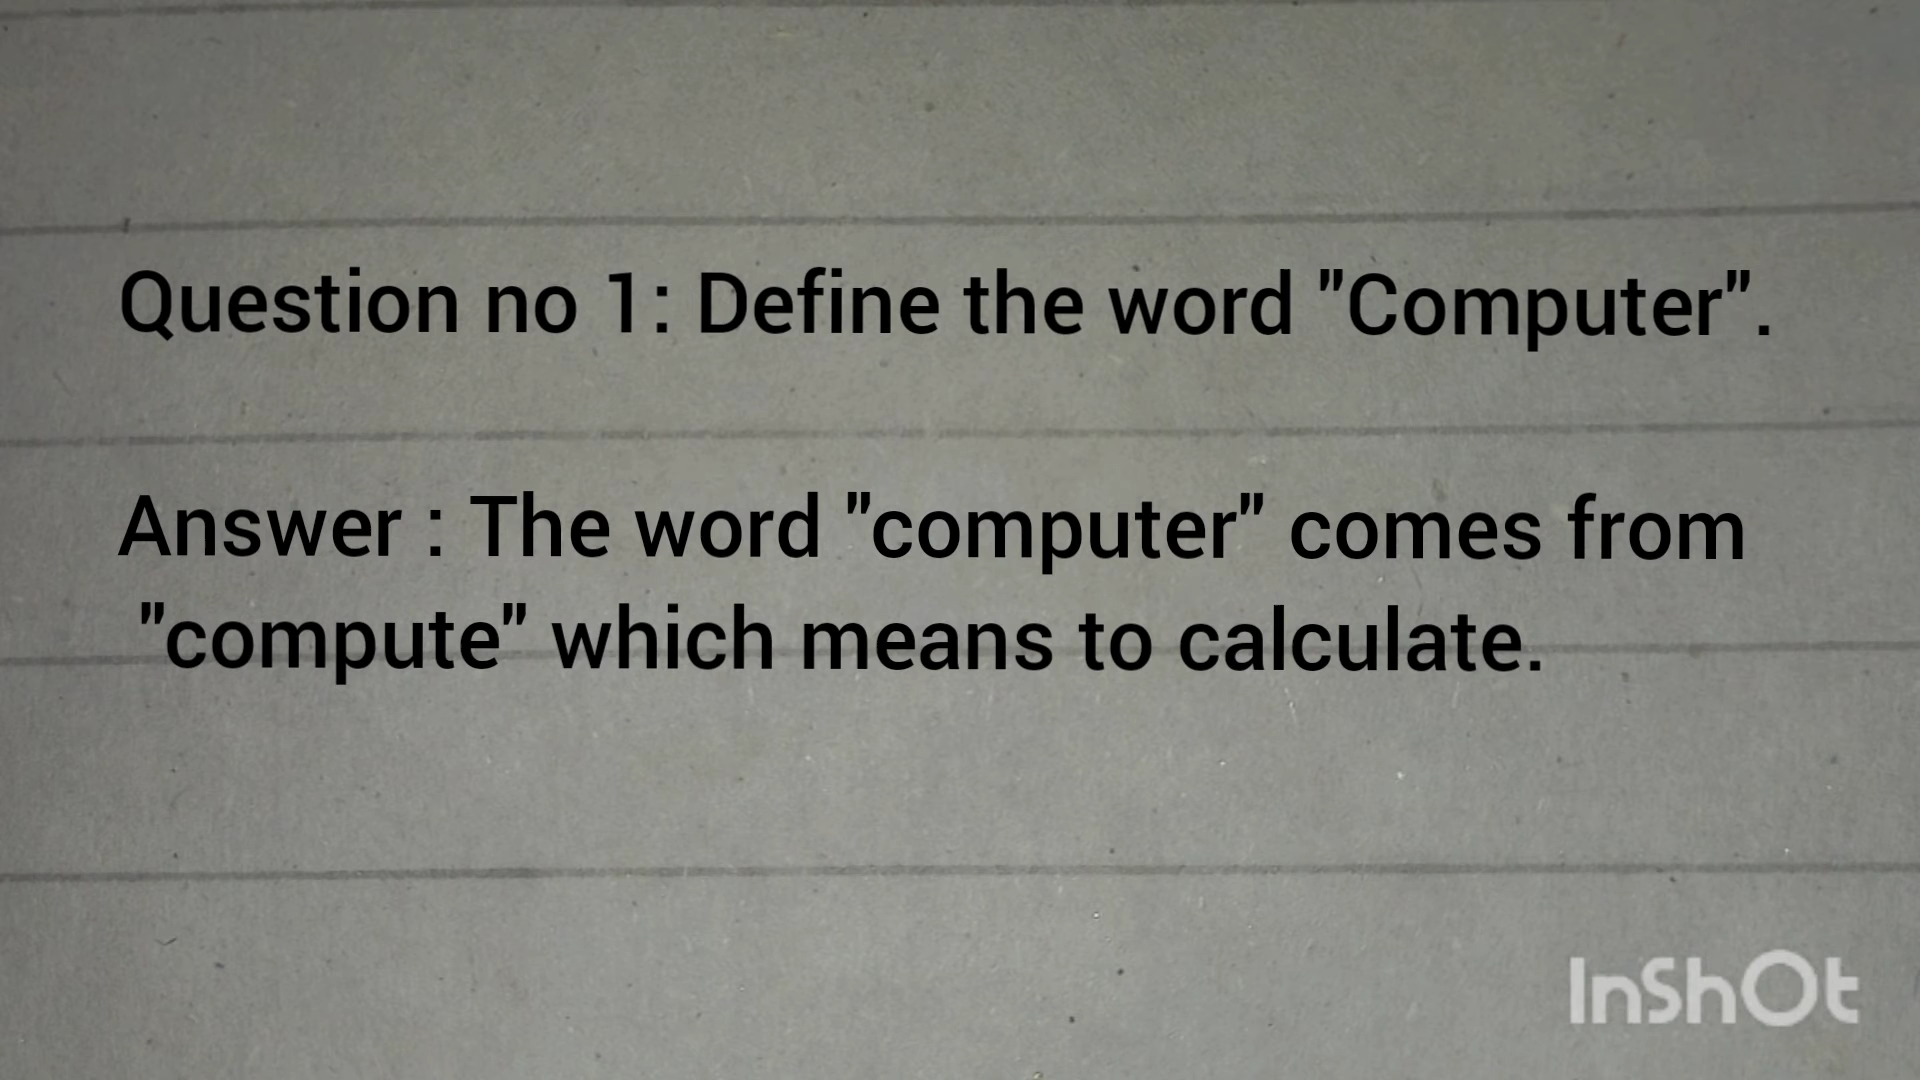 Question no 1: Define the word "Computer".
Answer : The word "computer" comes from
"compute" which means to calculate.
InShOt